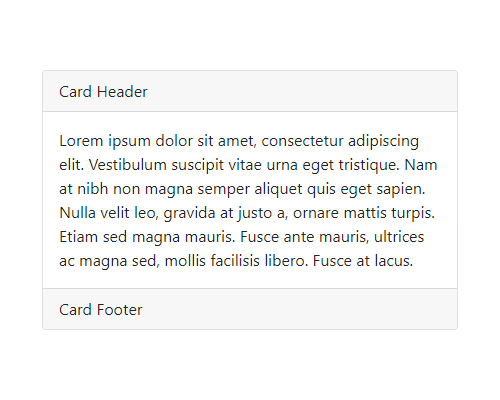 Card Header
Lorem ipsum dolor sit amet, consectetur adipiscing
elit. Vestibulum suscipit vitae urna eget tristique. Nam
at nibh non magna semper aliquet quis eget sapien.
Nulla velit leo, gravida at justo a, ornare mattis turpis.
Etiam sed magna mauris. Fusce ante mauris, ultrices
ac magna sed, mollis facilisis libero. Fusce at lacus.
Card Footer